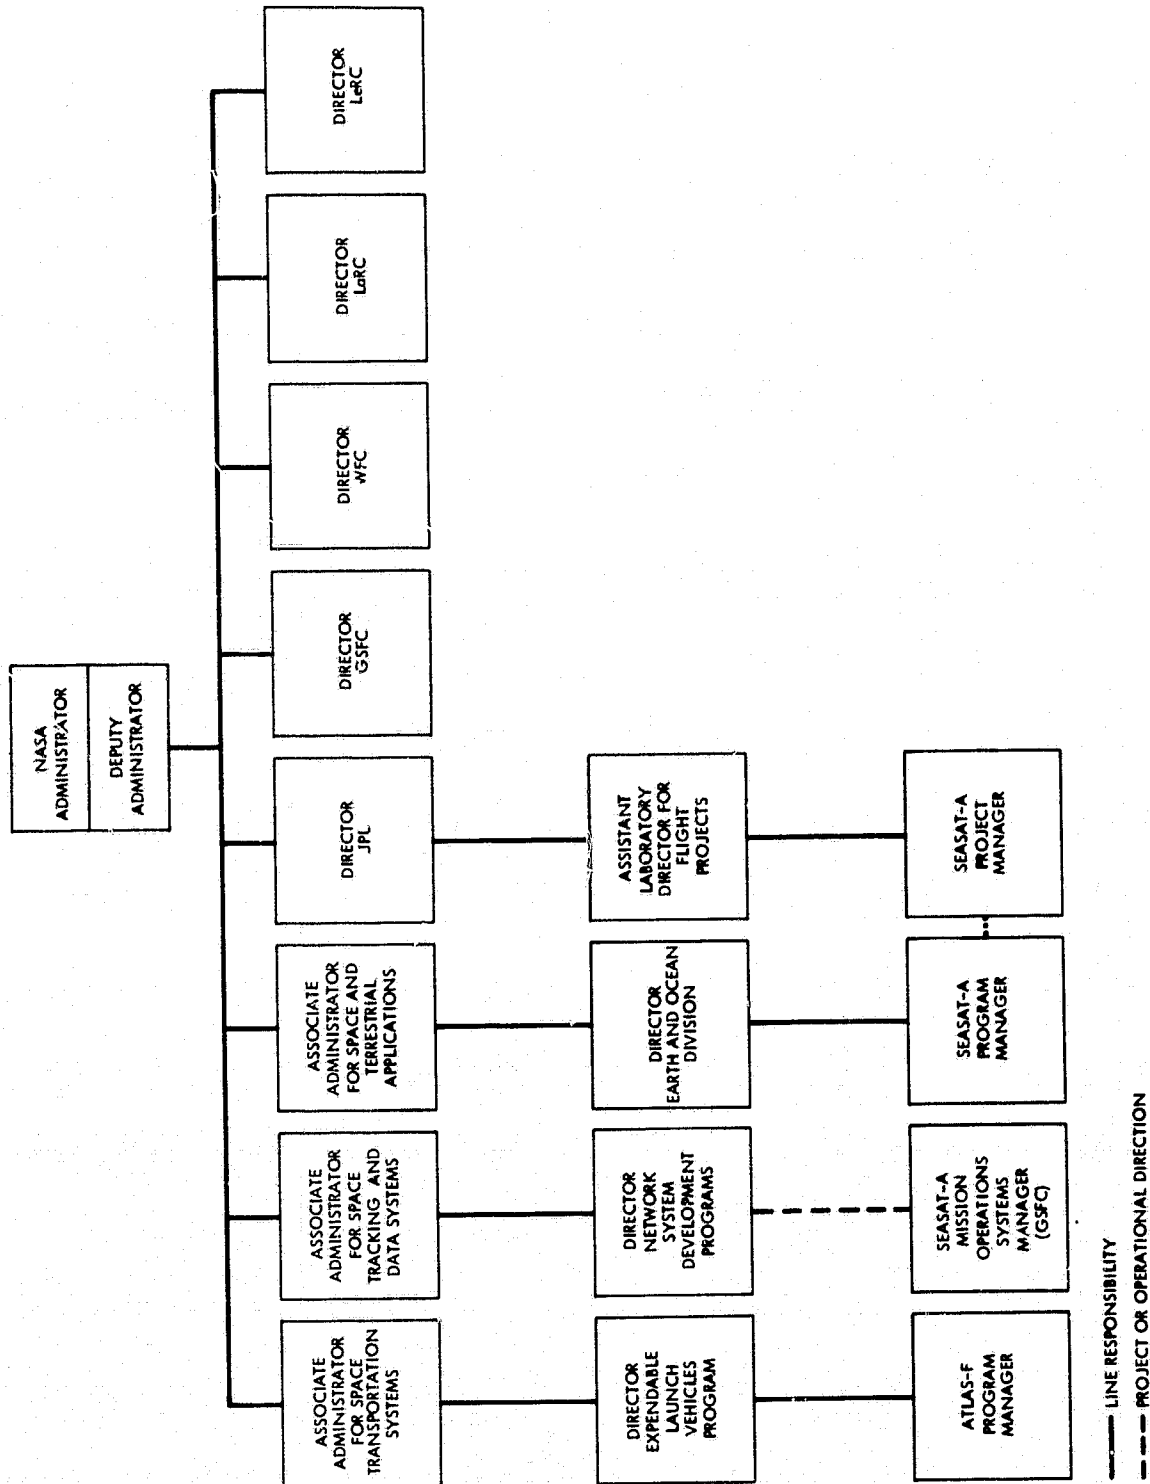 NASA
ADMINISTRATOR
DEPUTY
ADMINISTRATOR
ASSOCIATE
ADMINISTRATOR
FOR SPACE
TRANSPORTATION
SYSTEMS
ASSOCIATE
ADMINISTRATOR
FOR SPACE
TRACKING AND
DATA SYSTEMS
ASSOCIATE
ADMINISTRATOR
FOR SPACE AND
TERRESTRIAL
APPLICATIONS
DIRECTOR
JPL
DIRECTOR
GSFC
DIRECTOR
WFC
DIRECTOR
LaRC
DIRECTOR
LeRC
DIRECTOR
EXPENDABLE
LAUNCH
VEHICLES
PROGRAM
DIRECTOR
NETWORK
SYSTEM
DEVELOPMENT
PROGRAMS
DIRECTOR
EARTH AND OCEAN
DIVISION
ASSISTANT
LABORATORY
DIRECTOR FOR
FLIGHT
PROJECTS
ATLAS-F
PROGRAM
MANAGER
SEASAT-A
MISSION
OPERATIONS
SYSTEMS
MANAGER
(GSFC)
SEASAT-A
PROGRAM
MANAGER
SEASAT-A
PROJECT
MANAGER
LINE RESPONSIBILITY
PROJECT OR OPERATIONAL DIRECTION